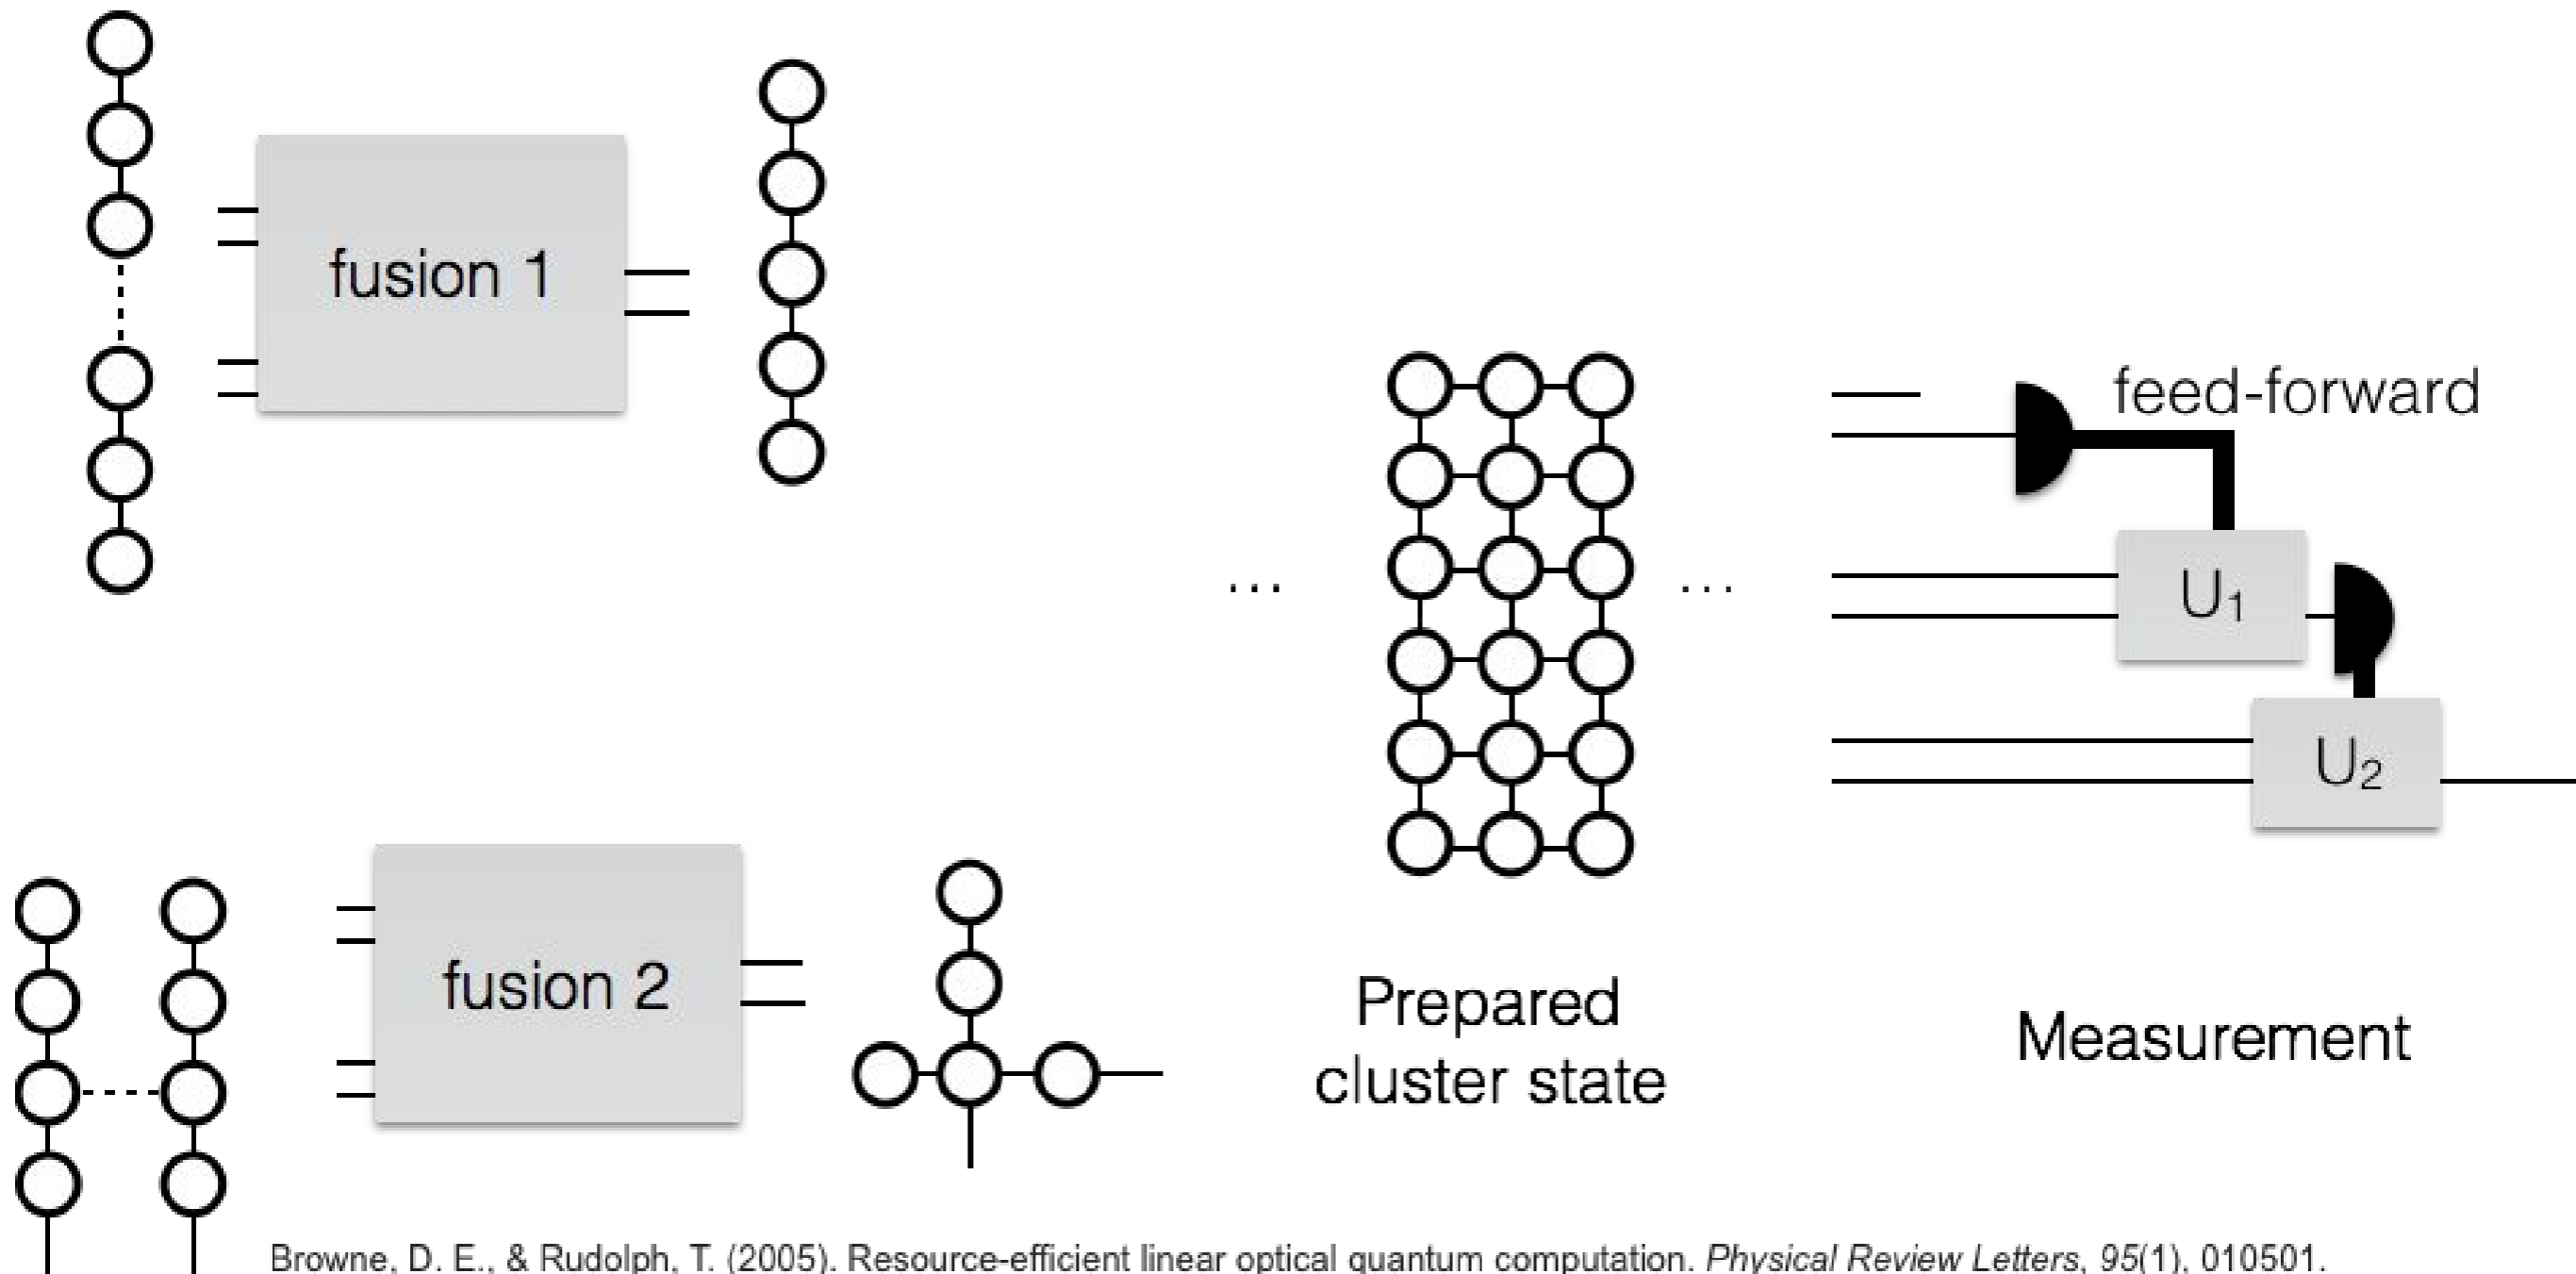 fusion 1
feed-forward
...
...
U1
U2
fusion 2
Prepared
cluster state
Measurement
Browne, D. E., & Rudolph, T. (2005). Resource-efficient linear optical quantum computation. Physical Review Letters, 95(1), 010501.